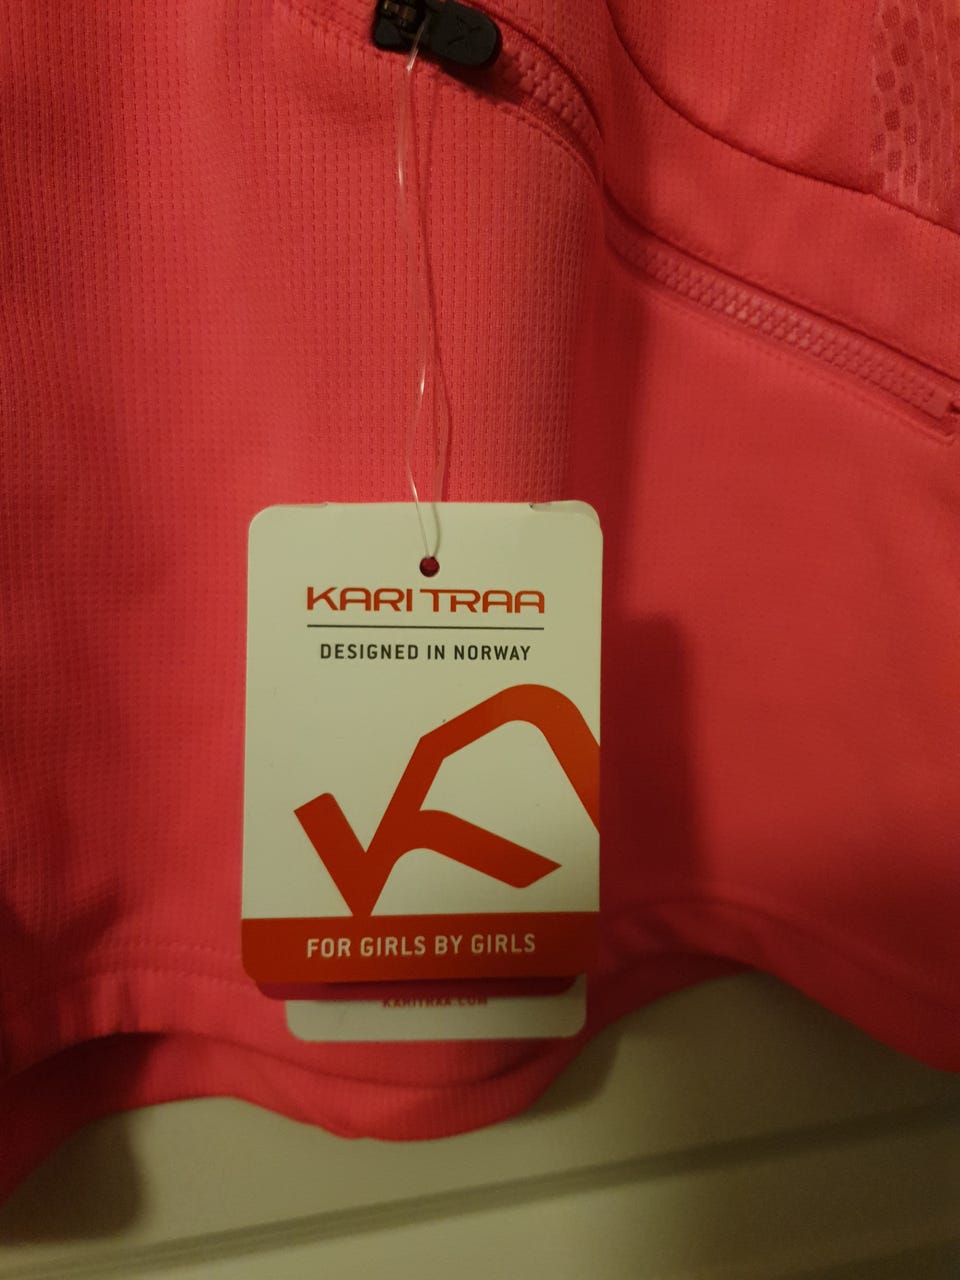 KARI TRAA
DESIGNED IN NORWAY
FOR GIRLS BY GIRLS
KARITRAA.COM